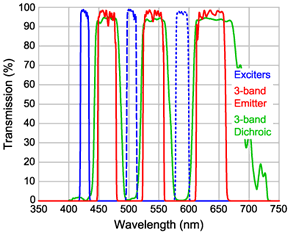 Transmission (%)
100
90
80
70
60
50
40
30
20
10
0
Exciters
3-band
Emitter
3-band
Dichroic
350 400 450 500 550 600 650 700 750
Wavelength (nm)